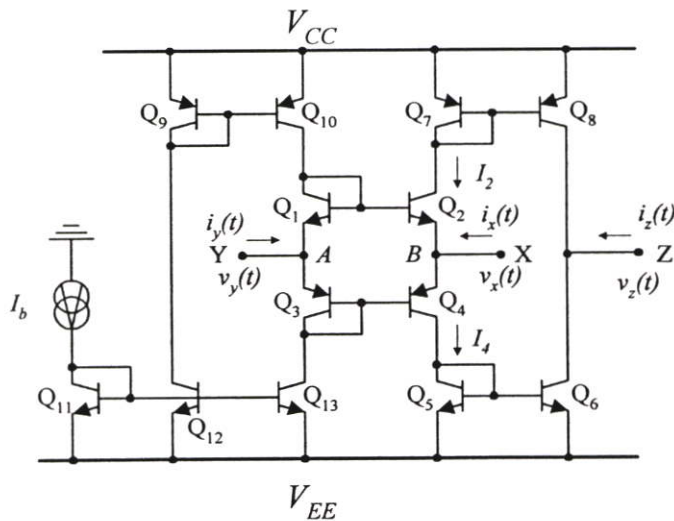 V_CC
Q_9
Q_10
Q_7
Q_8
I_2
Q_1
Q_2
i_y(t)
i_x(t)
i_z(t)
Y
A
B
X
Z
v_y(t)
v_x(t)
v_z(t)
I_b
Q_3
Q_4
I_4
Q_11
Q_12
Q_13
Q_5
Q_6
V_EE